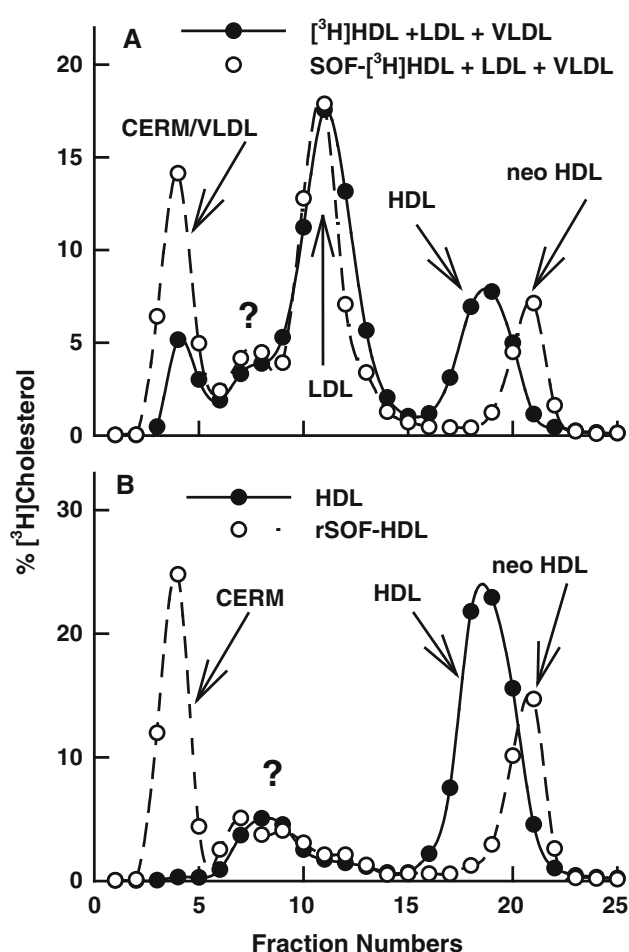 A
[³H]HDL +LDL + VLDL
SOF-[³H]HDL + LDL + VLDL
20
CERM/VLDL
neo HDL
15
HDL
10
?
5
LDL
0
% [³H]Cholesterol
B
HDL
30
rSOF-HDL
neo HDL
CERM
HDL
20
?
10
0
0 5 10 15 20 25
Fraction Numbers